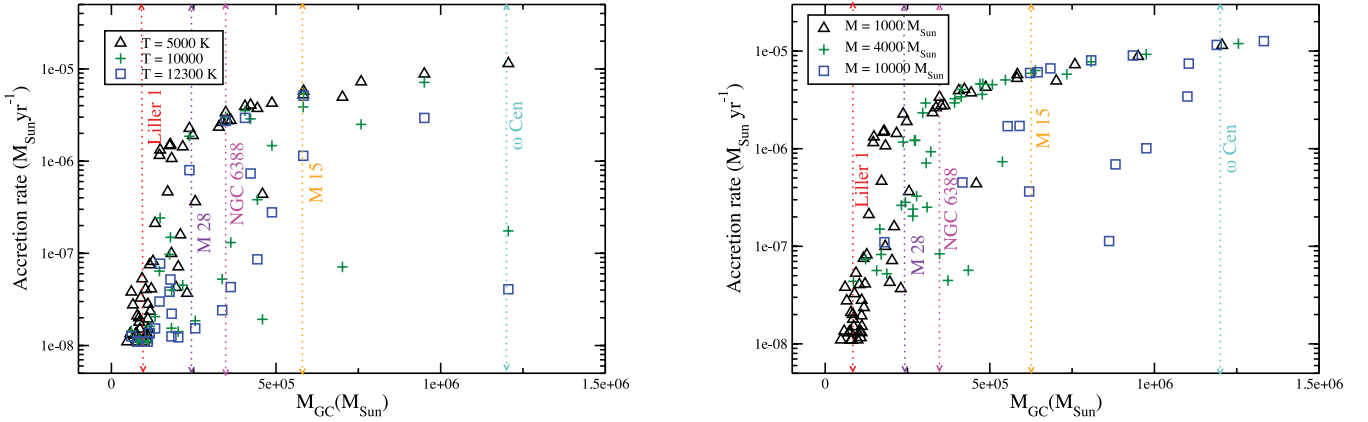 T = 5000 K
T = 10000
T = 12300 K
1e-05
1e-06
1e-07
1e-08
Accretion rate (M_Sun yr^-1)
Liller 1
M 28
NGC 6388
M 15
ω Cen
0
5e+05
1e+06
1.5e+06
M_GC(M_Sun)
M = 1000 M_Sun
M = 4000 M_Sun
M = 10000 M_Sun
1e-05
1e-06
1e-07
1e-08
Accretion rate (M_Sun yr^-1)
Liller 1
M 28
NGC 6388
M 15
ω Cen
0
5e+05
1e+06
1.5e+06
M_GC(M_Sun)